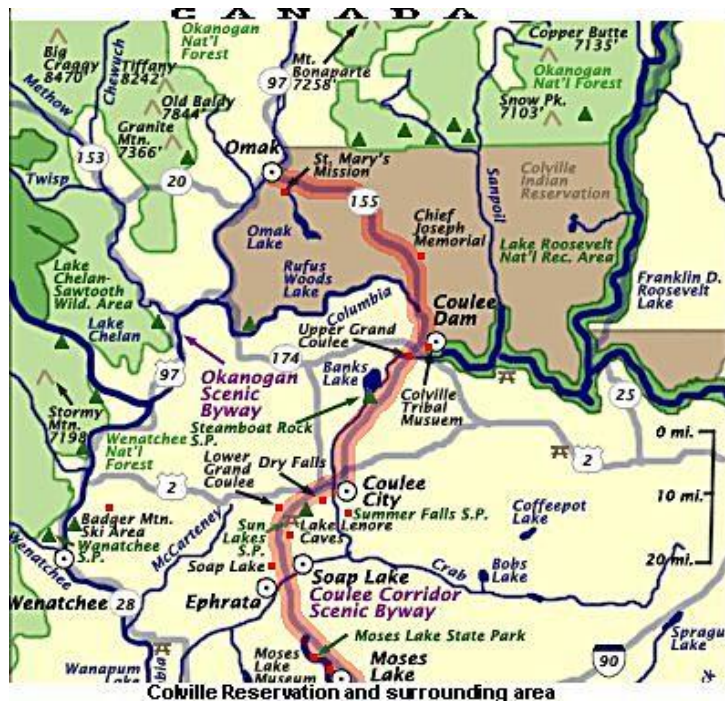 CANADA
Okanogan
Nat'l
Forest
Big
Craggy
8470'
Tiffany
8242'
Chewuch
Methow
97
Mt.
Bonaparte
7258'
Copper Butte
7135'
Okanogan
Nat'l Forest
Old Baldy
7844'
Granite
Mtn.
7366'
Snow Pk.
7103'
Omak
153
20
Twisp
St. Mary's
Mission
155
Sanpoil
Colville
Indian
Reservation
Omak
Lake
Chief
Joseph
Memorial
Lake Roosevelt
Nat'l Rec. Area
Lake
Chelan-
Sawtooth
Wild. Area
Rufus
Woods
Lake
Franklin D.
Roosevelt
Lake
Columbia
Coulee
Dam
Lake
Chelan
Upper Grand
Coulee
174
97
Okanogan
Scenic
Byway
Banks
Lake
Colville
Tribal
Musuem
25
Stormy
Mtn.
7198'
Steamboat Rock
S.P.
Wenatchee
Nat'l
Forest
0 mi.
Lower
Grand
Coulee
Dry Falls
2
2
Coulee
City
10 mi.
Badger Mtn.
Ski Area
Wenatchee
S.P.
McCarteney
Sun
Lakes
S.P.
Lake Lenore
Caves
Summer Falls S.P.
Coffeepot
Lake
20 mi.
Wenatchee
Soap Lake
Soap Lake
Crab
Bobs
Lake
Wenatchee
28
Ephrata
Coulee Corridor
Scenic Byway
Moses Lake State Park
Sprague
Lake
90
Wanapum
Lake
Moses
Lake
Museum
Moses
Lake
Colville Reservation and surrounding area